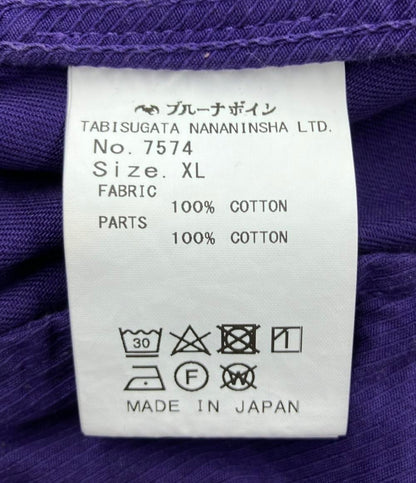 ブルーナボイン
TABISUGATA NANANINSHA LTD.
No. 7574
Size. XL
FABRIC
100% COTTON
PARTS
100% COTTON
30
F W
MADE IN JAPAN